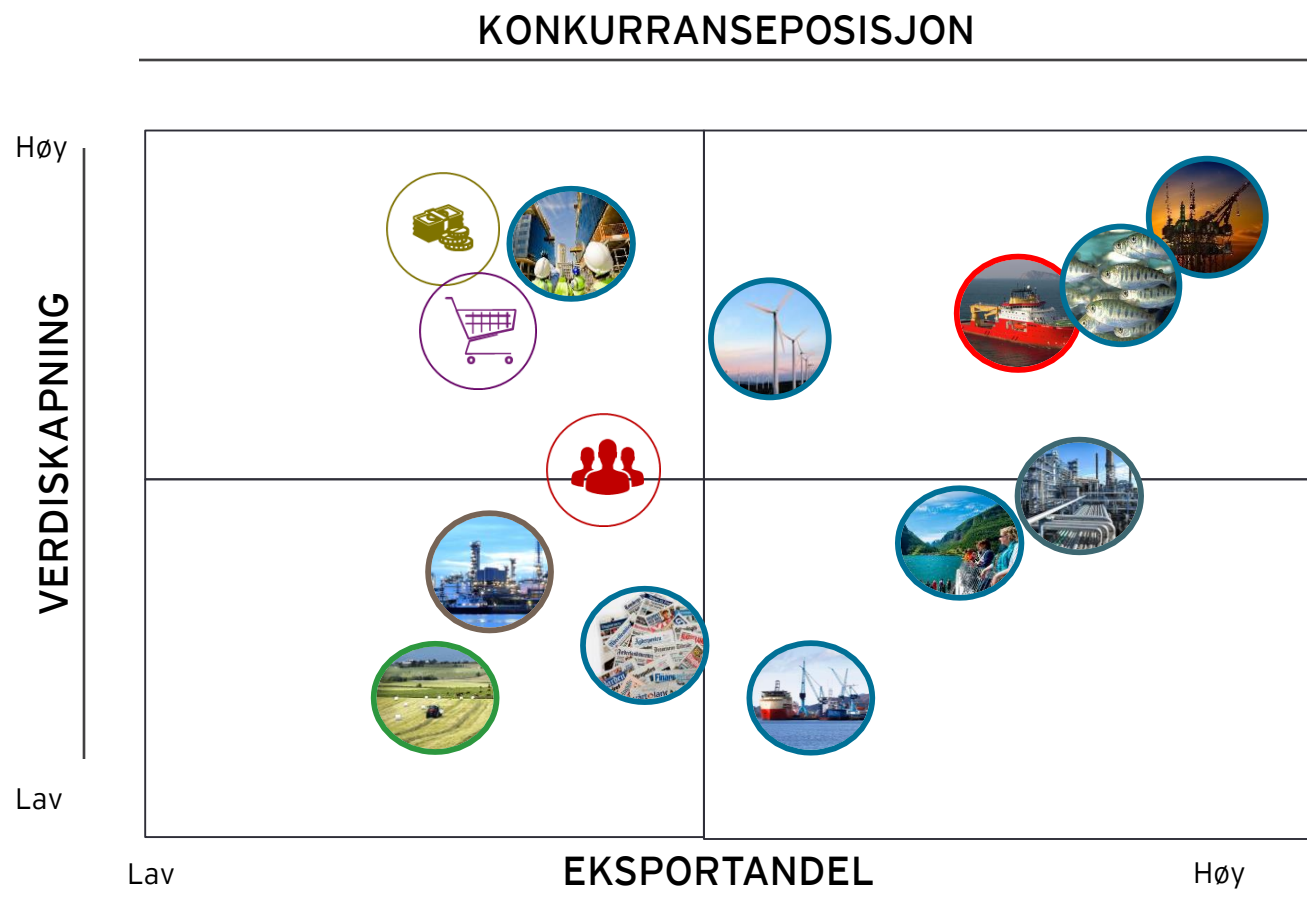 KONKURRANSEPOSISJON
Høy
VERDISKAPNING
Lav
Lav
EKSPORTANDEL
Høy